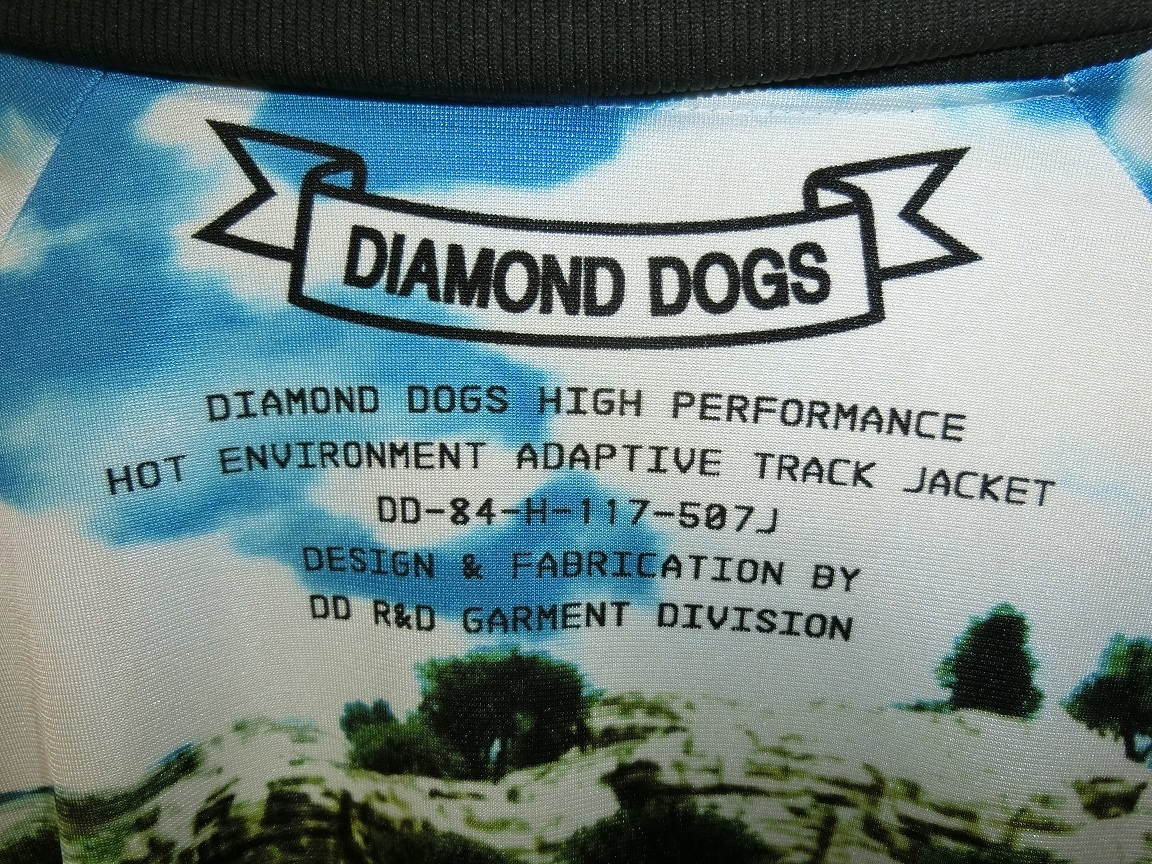 DIAMOND DOGS
DIAMOND DOGS HIGH PERFORMANCE
HOT ENVIRONMENT ADAPTIVE TRACK JACKET
DD-84-H-117-507J
DESIGN & FABRICATION BY
DD R&D GARMENT DIVISION